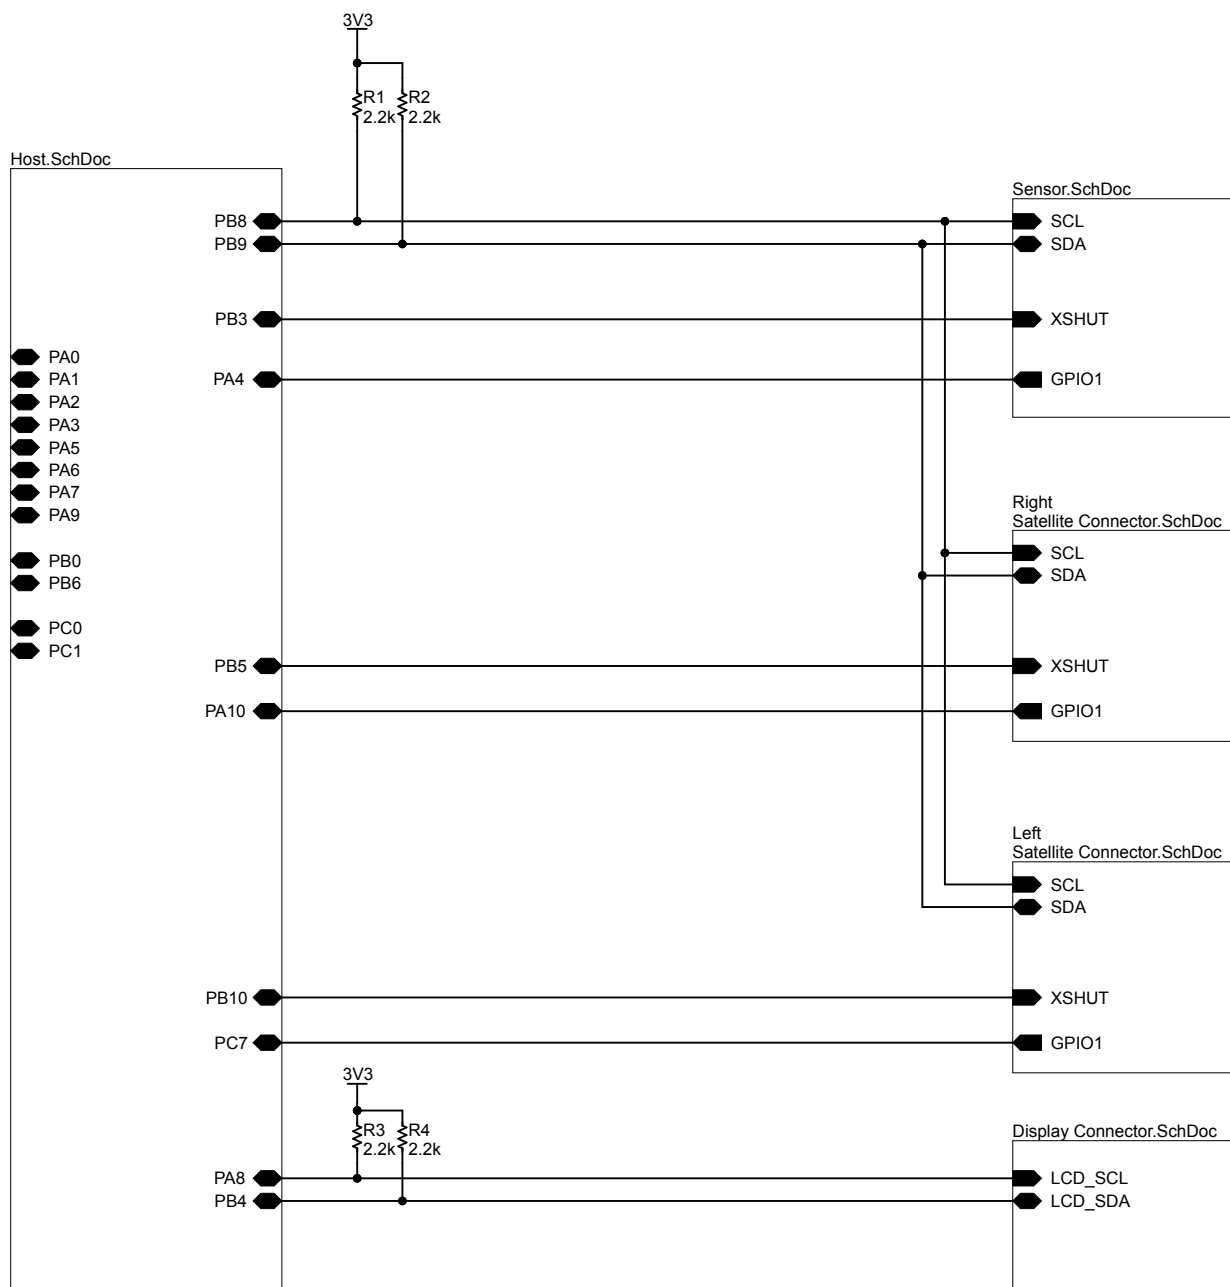 3V3
R1 R2
2.2k 2.2k
Host.SchDoc
Sensor.SchDoc
PB8 SCL
PB9 SDA
PB3 XSHUT
PA0
PA1 PA4 GPIO1
PA2
PA3
PA5
PA6
PA7
PA9
Right
Satellite Connector.SchDoc
PB0 SCL
PB6 SDA
PC0
PC1
PB5 XSHUT
PA10 GPIO1
Left
Satellite Connector.SchDoc
SCL
SDA
PB10 XSHUT
PC7 GPIO1
3V3
R3 R4
2.2k 2.2k
Display Connector.SchDoc
PA8 LCD_SCL
PB4 LCD_SDA